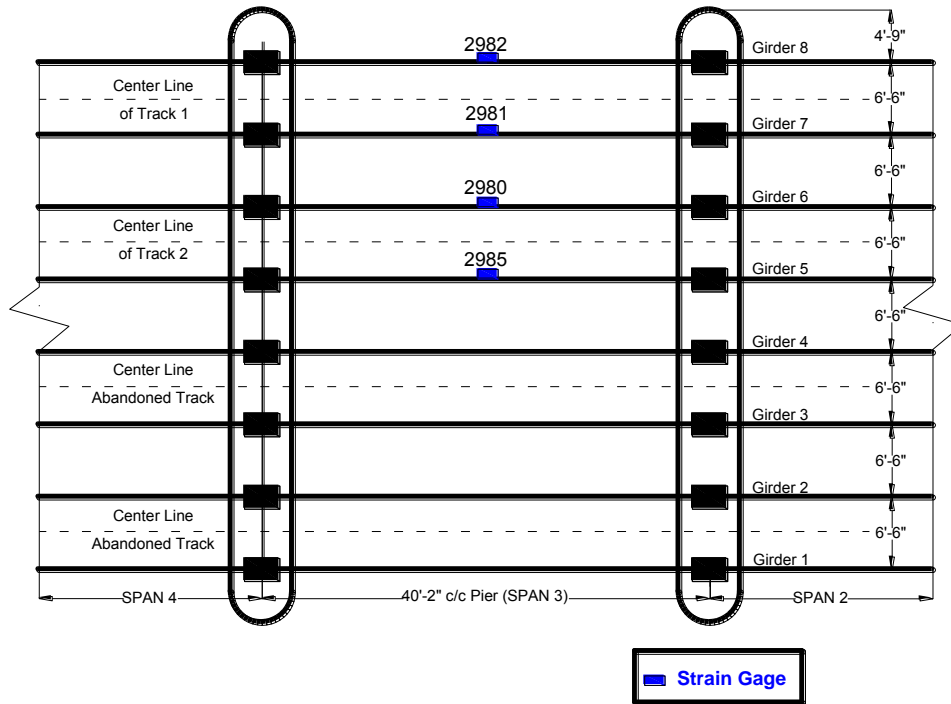 4'-9"
2982
Girder 8
Center Line
of Track 1
6'-6"
2981
Girder 7
6'-6"
2980
Girder 6
Center Line
of Track 2
6'-6"
2985
Girder 5
6'-6"
Girder 4
Center Line
Abandoned Track
6'-6"
Girder 3
6'-6"
Girder 2
Center Line
Abandoned Track
6'-6"
Girder 1
SPAN 4
40'-2" c/c Pier (SPAN 3)
SPAN 2
Strain Gage